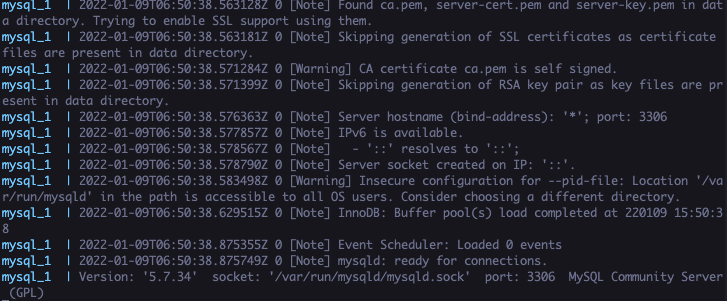 mysql_1  | 2022-01-09T06:50:38.563128Z 0 [Note] Found ca.pem, server-cert.pem and server-key.pem in dat
a directory. Trying to enable SSL support using them.
mysql_1  | 2022-01-09T06:50:38.563181Z 0 [Note] Skipping generation of SSL certificates as certificate
files are present in data directory.
mysql_1  | 2022-01-09T06:50:38.571284Z 0 [Warning] CA certificate ca.pem is self signed.
mysql_1  | 2022-01-09T06:50:38.571399Z 0 [Note] Skipping generation of RSA key pair as key files are pr
esent in data directory.
mysql_1  | 2022-01-09T06:50:38.576363Z 0 [Note] Server hostname (bind-address): '*'; port: 3306
mysql_1  | 2022-01-09T06:50:38.577857Z 0 [Note] IPv6 is available.
mysql_1  | 2022-01-09T06:50:38.578567Z 0 [Note]   - '::' resolves to '::';
mysql_1  | 2022-01-09T06:50:38.578790Z 0 [Note] Server socket created on IP: '::'.
mysql_1  | 2022-01-09T06:50:38.583498Z 0 [Warning] Insecure configuration for --pid-file: Location '/va
r/run/mysqld' in the path is accessible to all OS users. Consider choosing a different directory.
mysql_1  | 2022-01-09T06:50:38.629515Z 0 [Note] InnoDB: Buffer pool(s) load completed at 220109 15:50:3
8
mysql_1  | 2022-01-09T06:50:38.875355Z 0 [Note] Event Scheduler: Loaded 0 events
mysql_1  | 2022-01-09T06:50:38.875749Z 0 [Note] mysqld: ready for connections.
mysql_1  | Version: '5.7.34'  socket: '/var/run/mysqld/mysqld.sock'  port: 3306  MySQL Community Server
(GPL)